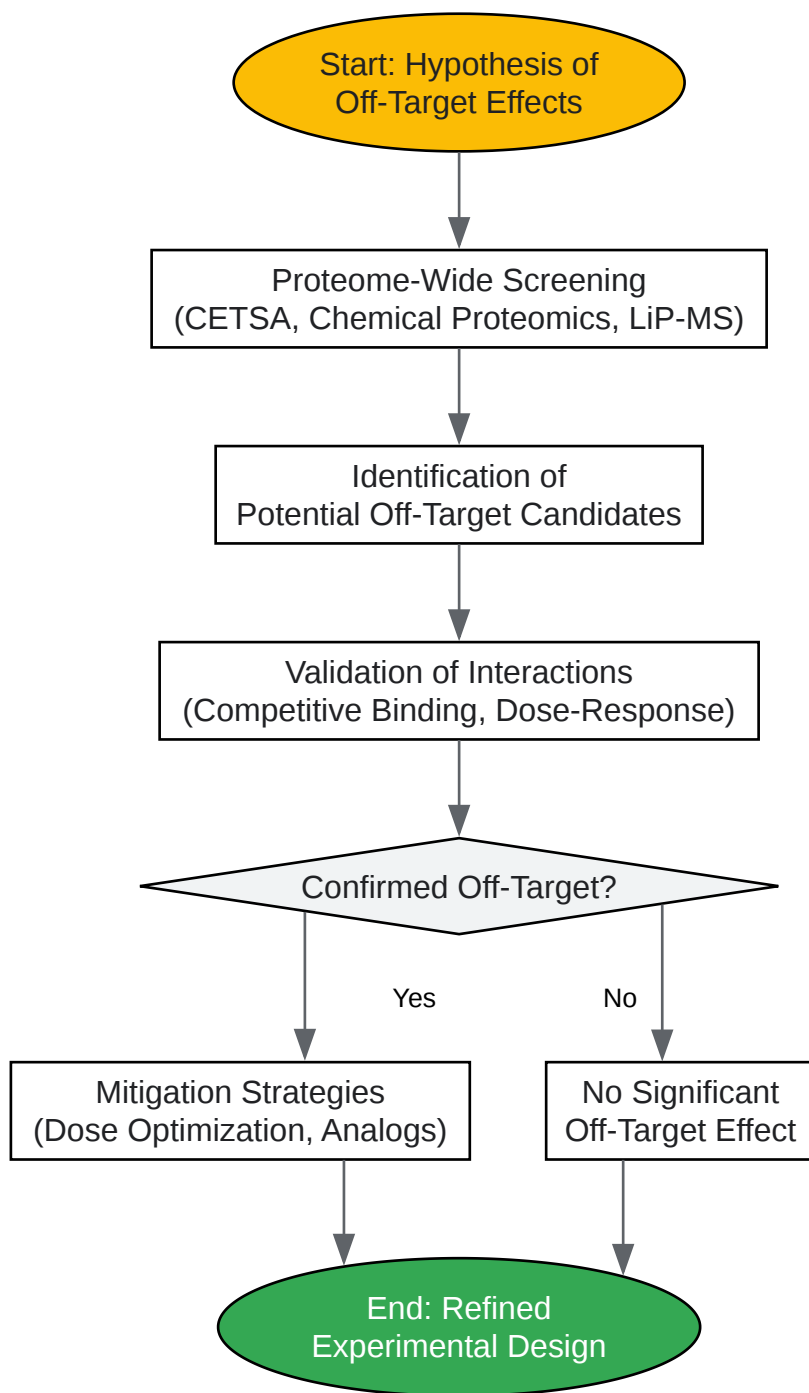 Start: Hypothesis of
Off-Target Effects
Proteome-Wide Screening
(CETSA, Chemical Proteomics, LiP-MS)
Identification of
Potential Off-Target Candidates
Validation of Interactions
(Competitive Binding, Dose-Response)
Confirmed Off-Target?
Yes
No
Mitigation Strategies
(Dose Optimization, Analogs)
No Significant
Off-Target Effect
End: Refined
Experimental Design